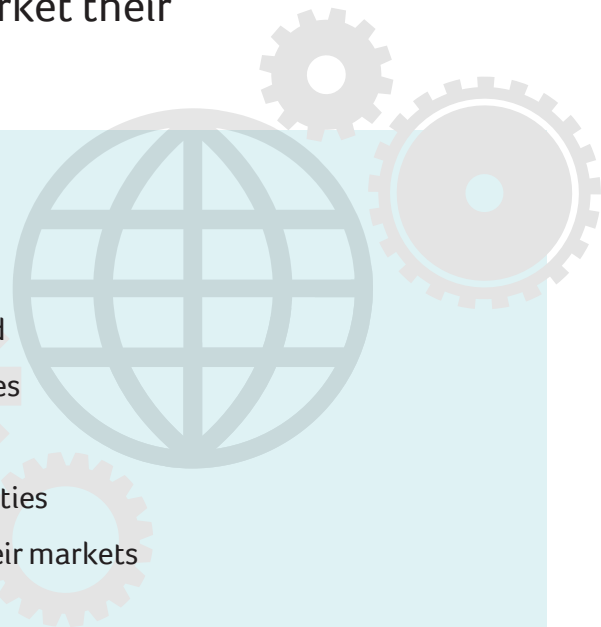 rket their
d
es
ties
eir markets